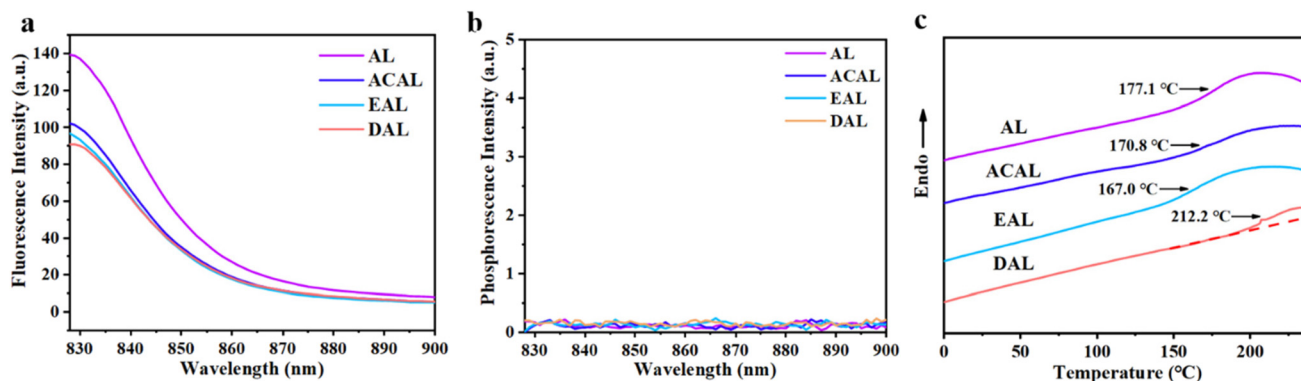 a
Fluorescence Intensity (a.u.)
140
120
100
80
60
40
20
0
AL
ACAL
EAL
DAL
830 840 850 860 870 880 890 900
Wavelength (nm)
b
Phosphorescence Intensity (a.u.)
5
4
3
2
1
0
AL
ACAL
EAL
DAL
830 840 850 860 870 880 890 900
Wavelength (nm)
c
Endo
177.1 °C
AL
170.8 °C
ACAL
167.0 °C
EAL
212.2 °C
DAL
0 50 100 150 200
Temperature (°C)